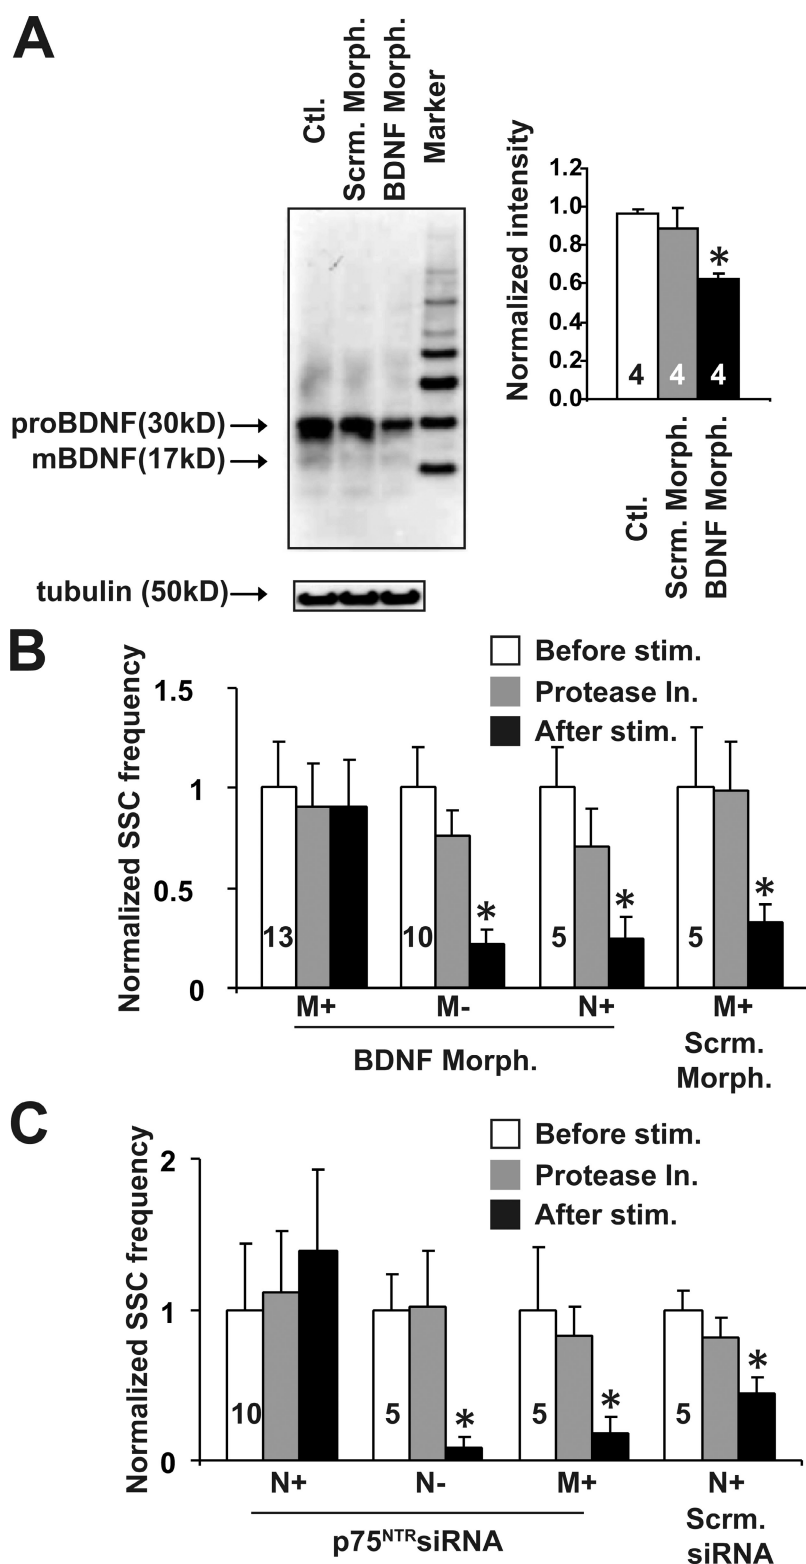 A
Ctl.
Scrm. Morph.
BDNF Morph.
Marker
proBDNF(30kD)
mBDNF(17kD)
tubulin (50kD)
Normalized intensity
1.2
1.0
0.8
0.6
0.4
0.2
0.0
*
4
4
4
Ctl.
Scrm. Morph.
BDNF Morph.
B
Before stim.
Protease In.
After stim.
Normalized SSC frequency
1.5
1
0.5
0
13
10
5
5
*
*
*
M+
M-
N+
M+
BDNF Morph.
Scrm.
Morph.
C
Before stim.
Protease In.
After stim.
Normalized SSC frequency
2
1
0
10
5
5
5
*
*
*
N+
N-
M+
N+
p75NTRsiRNA
Scrm.
siRNA